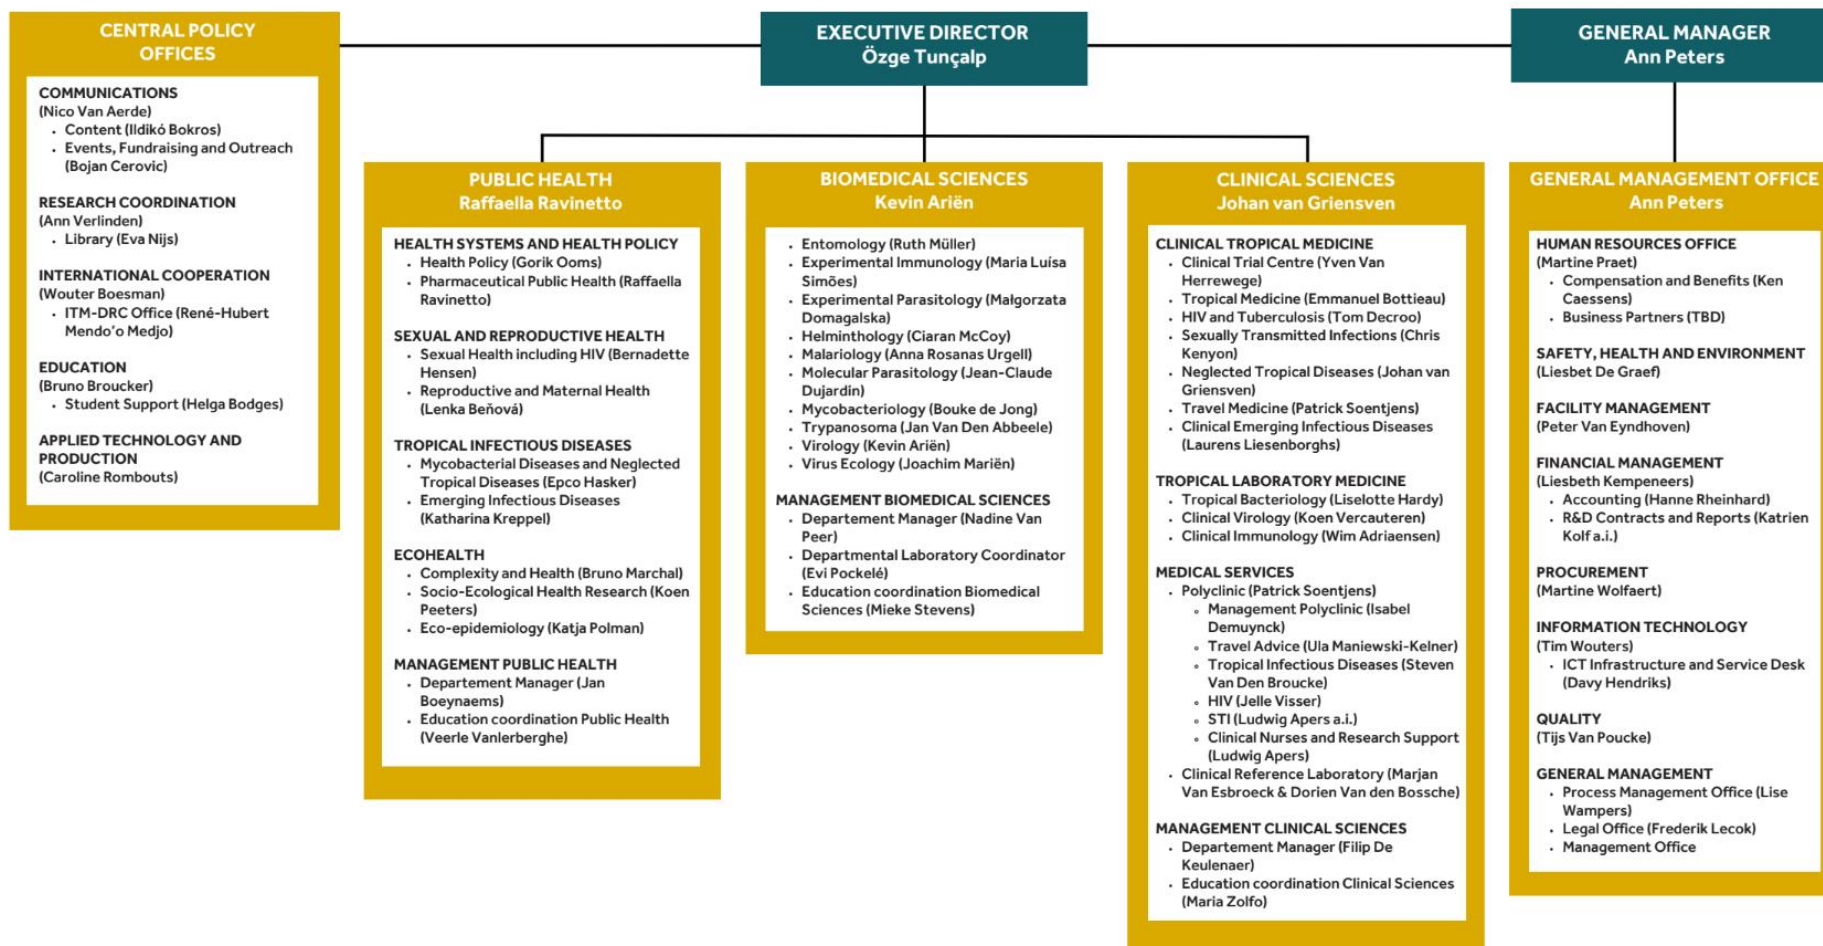 CENTRAL POLICY
OFFICES
COMMUNICATIONS
(Nico Van Aerde)
• Content (Ildikó Bokros)
• Events, Fundraising and Outreach
(Bojan Cerovic)
RESEARCH COORDINATION
(Ann Verlinden)
• Library (Eva Nijs)
INTERNATIONAL COOPERATION
(Wouter Boesman)
• ITM-DRC Office (René-Hubert
Mendo'o Medjo)
EDUCATION
(Bruno Broucker)
• Student Support (Helga Bodges)
APPLIED TECHNOLOGY AND
PRODUCTION
(Caroline Rombouts)
EXECUTIVE DIRECTOR
Özge Tunçalp
GENERAL MANAGER
Ann Peters
PUBLIC HEALTH
Raffaella Ravinetto
HEALTH SYSTEMS AND HEALTH POLICY
• Health Policy (Gorik Ooms)
• Pharmaceutical Public Health (Raffaella
Ravinetto)
SEXUAL AND REPRODUCTIVE HEALTH
• Sexual Health including HIV (Bernadette
Hensen)
• Reproductive and Maternal Health
(Lenka Beňová)
TROPICAL INFECTIOUS DISEASES
• Mycobacterial Diseases and Neglected
Tropical Diseases (Epco Hasker)
• Emerging Infectious Diseases
(Katharina Kreppel)
ECOHEALTH
• Complexity and Health (Bruno Marchal)
• Socio-Ecological Health Research (Koen
Peeters)
• Eco-epidemiology (Katja Polman)
MANAGEMENT PUBLIC HEALTH
• Departement Manager (Jan
Boeynaems)
• Education coordination Public Health
(Veerle Vanlerberghe)
BIOMEDICAL SCIENCES
Kevin Ariën
• Entomology (Ruth Müller)
• Experimental Immunology (Maria Luísa
Simões)
• Experimental Parasitology (Małgorzata
Domagalska)
• Helminthology (Ciaran McCoy)
• Malariology (Anna Rosanas Urgell)
• Molecular Parasitology (Jean-Claude
Dujardin)
• Mycobacteriology (Bouke de Jong)
• Trypanosoma (Jan Van Den Abbeele)
• Virology (Kevin Ariën)
• Virus Ecology (Joachim Mariën)
MANAGEMENT BIOMEDICAL SCIENCES
• Departement Manager (Nadine Van
Peer)
• Departmental Laboratory Coordinator
(Evi Pockelé)
• Education coordination Biomedical
Sciences (Mieke Stevens)
CLINICAL SCIENCES
Johan van Griensven
CLINICAL TROPICAL MEDICINE
• Clinical Trial Centre (Yven Van
Herrewege)
• Tropical Medicine (Emmanuel Bottieau)
• HIV and Tuberculosis (Tom Decroo)
• Sexually Transmitted Infections (Chris
Kenyon)
• Neglected Tropical Diseases (Johan van
Griensven)
• Travel Medicine (Patrick Soentjens)
• Clinical Emerging Infectious Diseases
(Laurens Liesenborghs)
TROPICAL LABORATORY MEDICINE
• Tropical Bacteriology (Liselotte Hardy)
• Clinical Virology (Koen Vercauteren)
• Clinical Immunology (Wim Adriaensen)
MEDICAL SERVICES
• Polyclinic (Patrick Soentjens)
◦ Management Polyclinic (Isabel
Demuynck)
◦ Travel Advice (Ula Maniewski-Kelner)
◦ Tropical Infectious Diseases (Steven
Van Den Broucke)
◦ HIV (Jelle Visser)
◦ STI (Ludwig Apers a.i.)
◦ Clinical Nurses and Research Support
(Ludwig Apers)
• Clinical Reference Laboratory (Marjan
Van Esbroeck & Dorien Van den Bossche)
MANAGEMENT CLINICAL SCIENCES
• Departement Manager (Filip De
Keulenaer)
• Education coordination Clinical Sciences
(Maria Zolfo)
GENERAL MANAGEMENT OFFICE
Ann Peters
HUMAN RESOURCES OFFICE
(Martine Praet)
• Compensation and Benefits (Ken
Caessens)
• Business Partners (TBD)
SAFETY, HEALTH AND ENVIRONMENT
(Liesbet De Graef)
FACILITY MANAGEMENT
(Peter Van Eyndhoven)
FINANCIAL MANAGEMENT
(Liesbeth Kempeneers)
• Accounting (Hanne Rheinhard)
• R&D Contracts and Reports (Katrien
Kolf a.i.)
PROCUREMENT
(Martine Wolfaert)
INFORMATION TECHNOLOGY
(Tim Wouters)
• ICT Infrastructure and Service Desk
(Davy Hendriks)
QUALITY
(Tijs Van Poucke)
GENERAL MANAGEMENT
• Process Management Office (Lise
Wampers)
• Legal Office (Frederik Lecok)
• Management Office